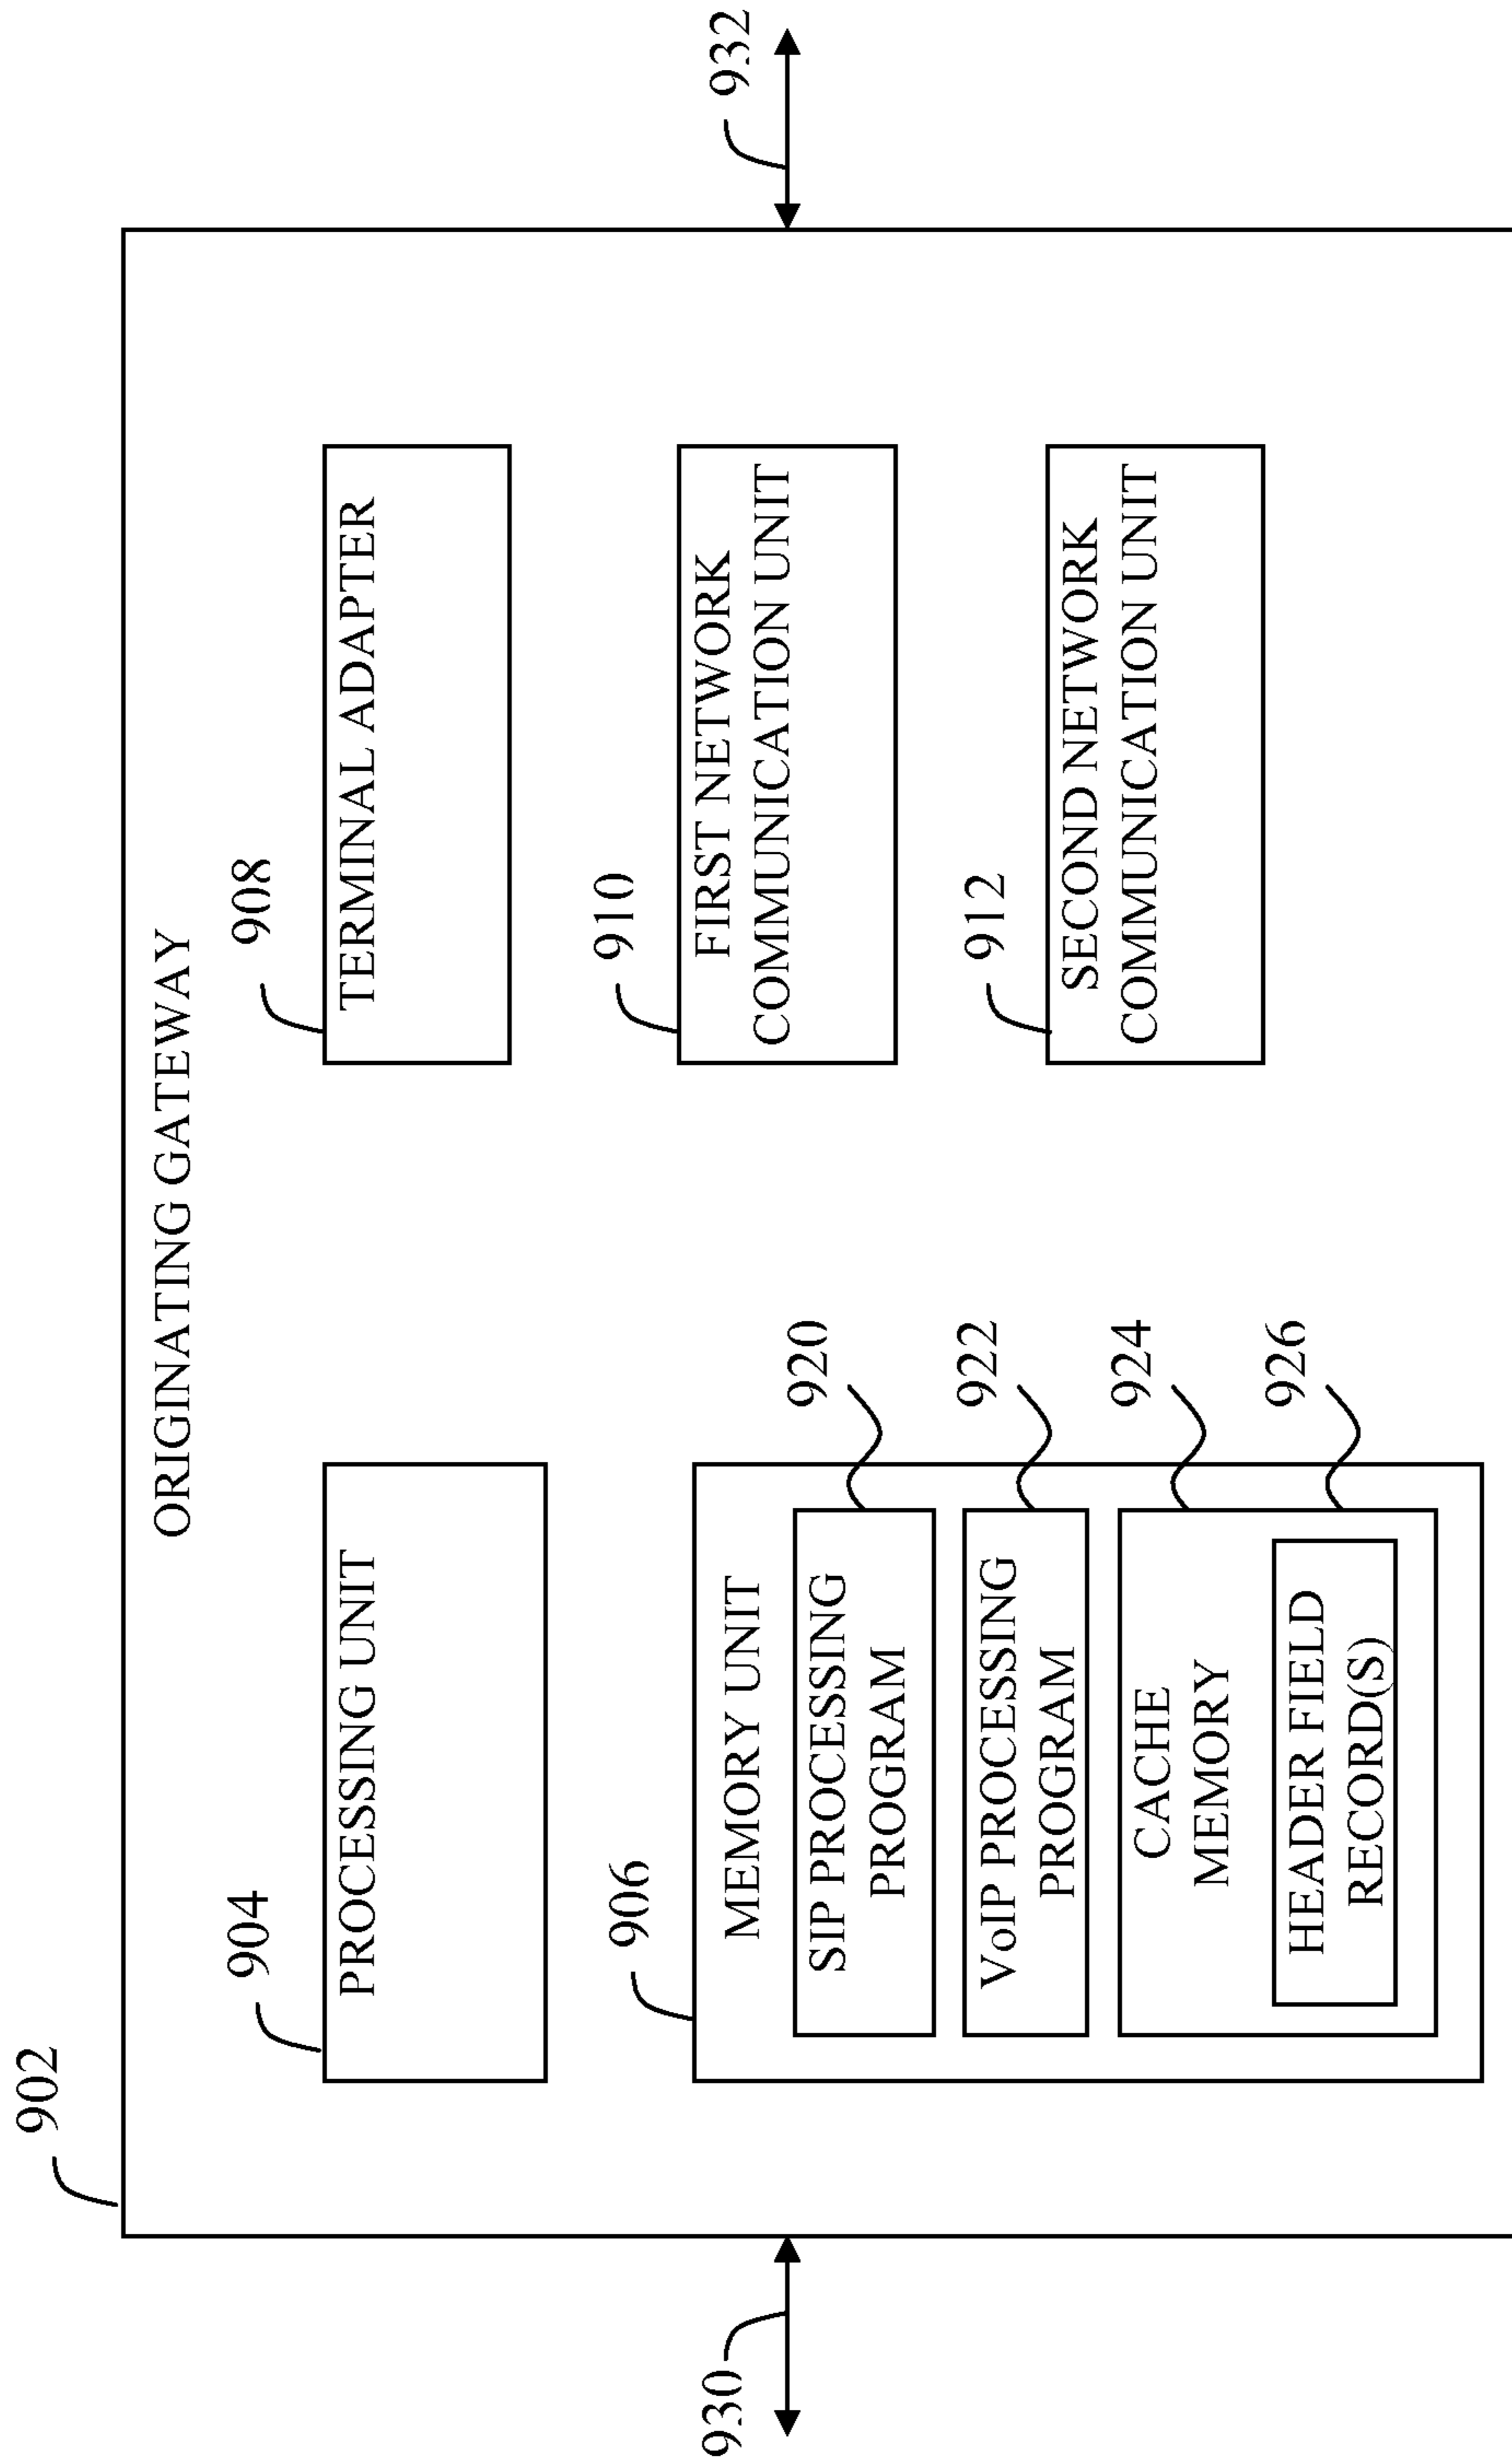 902
ORIGINATING GATEWAY
904
PROCESSING UNIT
906
MEMORY UNIT
SIP PROCESSING
PROGRAM
920
VoIP PROCESSING
PROGRAM
922
CACHE
MEMORY
924
HEADER FIELD
RECORD(S)
926
908
TERMINAL ADAPTER
910
FIRST NETWORK
COMMUNICATION UNIT
912
SECOND NETWORK
COMMUNICATION UNIT
930
932